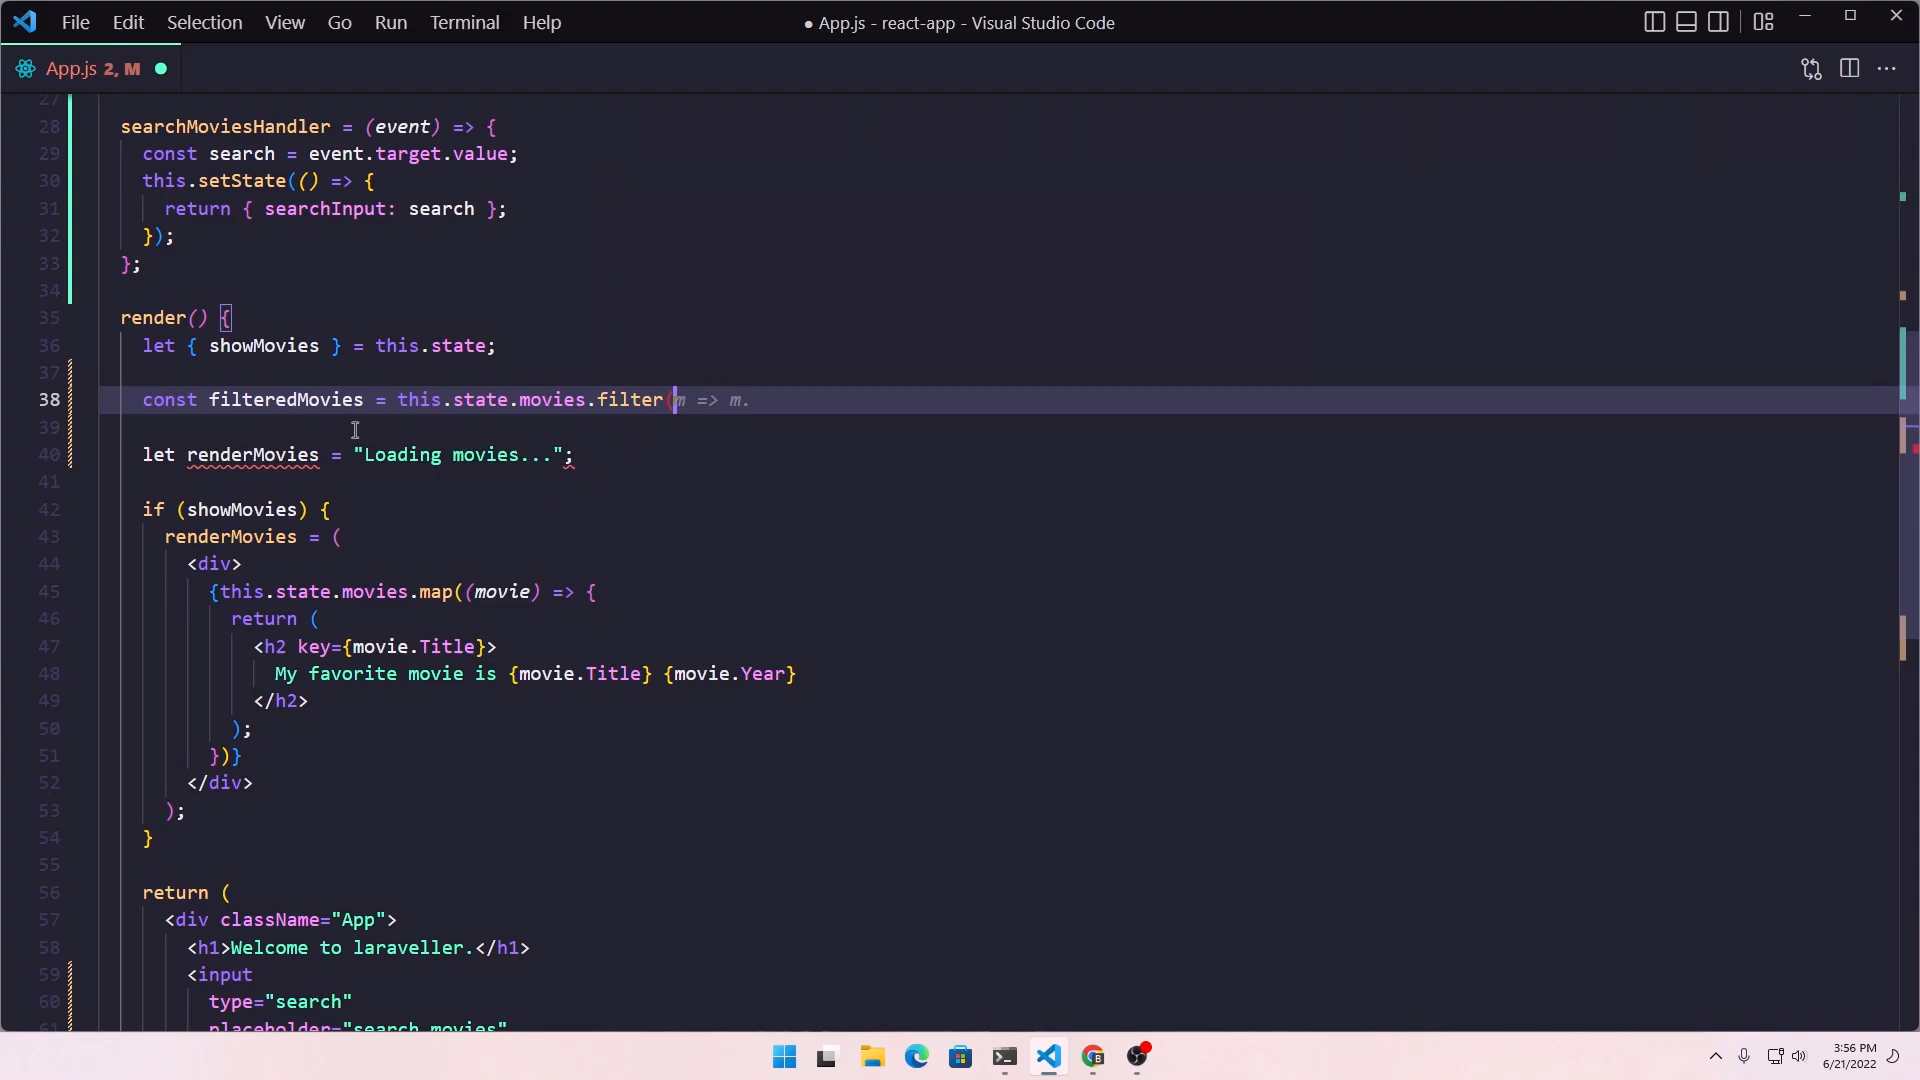 File Edit Selection View Go Run Terminal Help
● App.js - react-app - Visual Studio Code
App.js 2, M
27
28 searchMoviesHandler = (event) => {
29 const search = event.target.value;
30 this.setState(() => {
31 return { searchInput: search };
32 });
33 };
34
35 render() {
36 let { showMovies } = this.state;
37
38 const filteredMovies = this.state.movies.filter(m => m.
39
40 let renderMovies = "Loading movies...";
41
42 if (showMovies) {
43 renderMovies = (
44 <div>
45 {this.state.movies.map((movie) => {
46 return (
47 <h2 key={movie.Title}>
48 My favorite movie is {movie.Title} {movie.Year}
49 </h2>
50 );
51 })}
52 </div>
53 );
54 }
55
56 return (
57 <div className="App">
58 <h1>Welcome to laraveller.</h1>
59 <input
60 type="search"
61 placeholder="search movies"
3:56 PM
6/21/2022